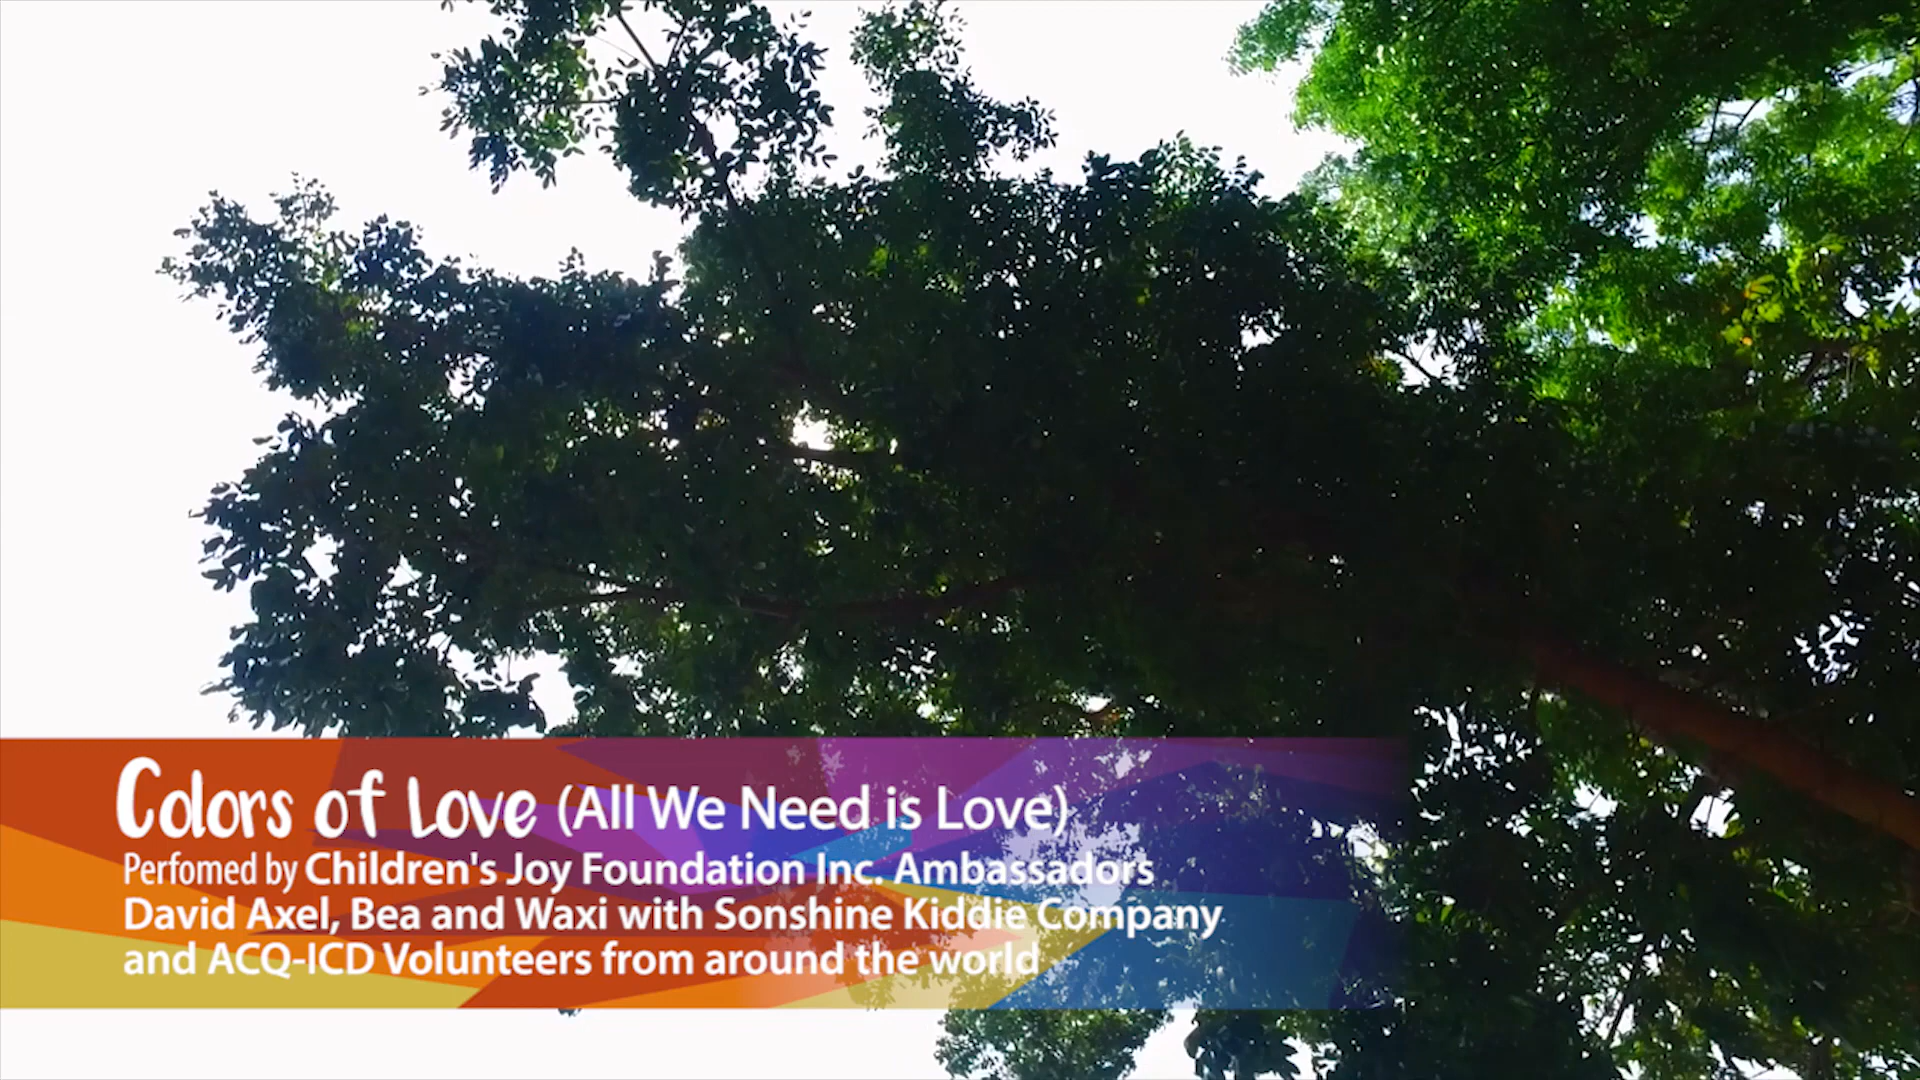 Colors of Love (All We Need is Love)
Perfomed by Children's Joy Foundation Inc. Ambassadors
David Axel, Bea and Waxi with Sonshine Kiddie Company
and ACQ-ICD Volunteers from around the world